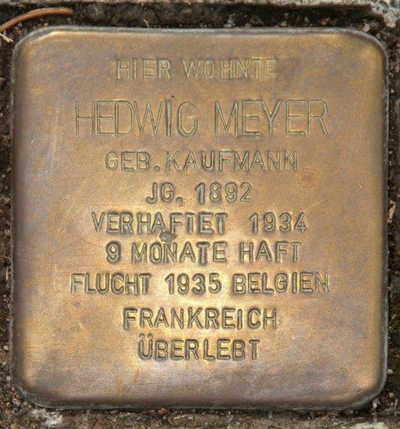 HIER WOHNTE
HEDWIG MEYER
GEB. KAUFMANN
JG. 1892
VERHAFTET 1934
9 MONATE HAFT
FLUCHT 1935 BELGIEN
FRANKREICH
ÜBERLEBT